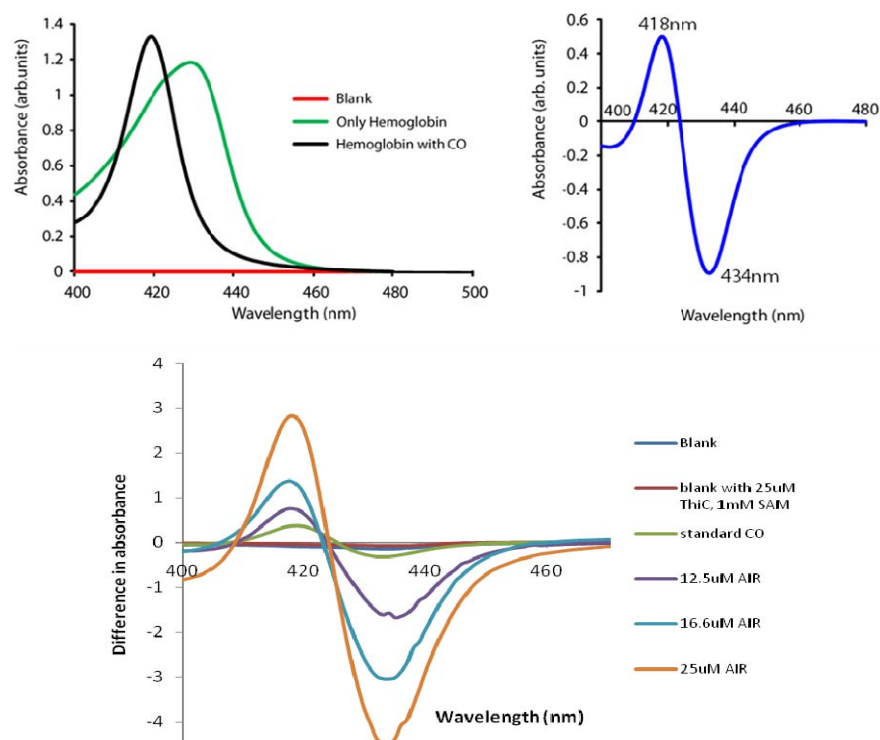 1.4
1.2
1
0.8
0.6
0.4
0.2
0
400
420
440
460
480
500
Absorbance (arb.units)
Wavelength (nm)
Blank
Only Hemoglobin
Hemoglobin with CO
0.6
0.4
0.2
0
-0.2
-0.4
-0.6
-0.8
-1
400
420
440
460
480
418nm
434nm
Absorbance (arb. units)
Wavelength (nm)
4
3
2
1
0
-1
-2
-3
-4
400
420
440
460
Difference in absorbance
Wavelength (nm)
Blank
blank with 25uM
ThiC, 1mM SAM
standard CO
12.5uM AIR
16.6uM AIR
25uM AIR